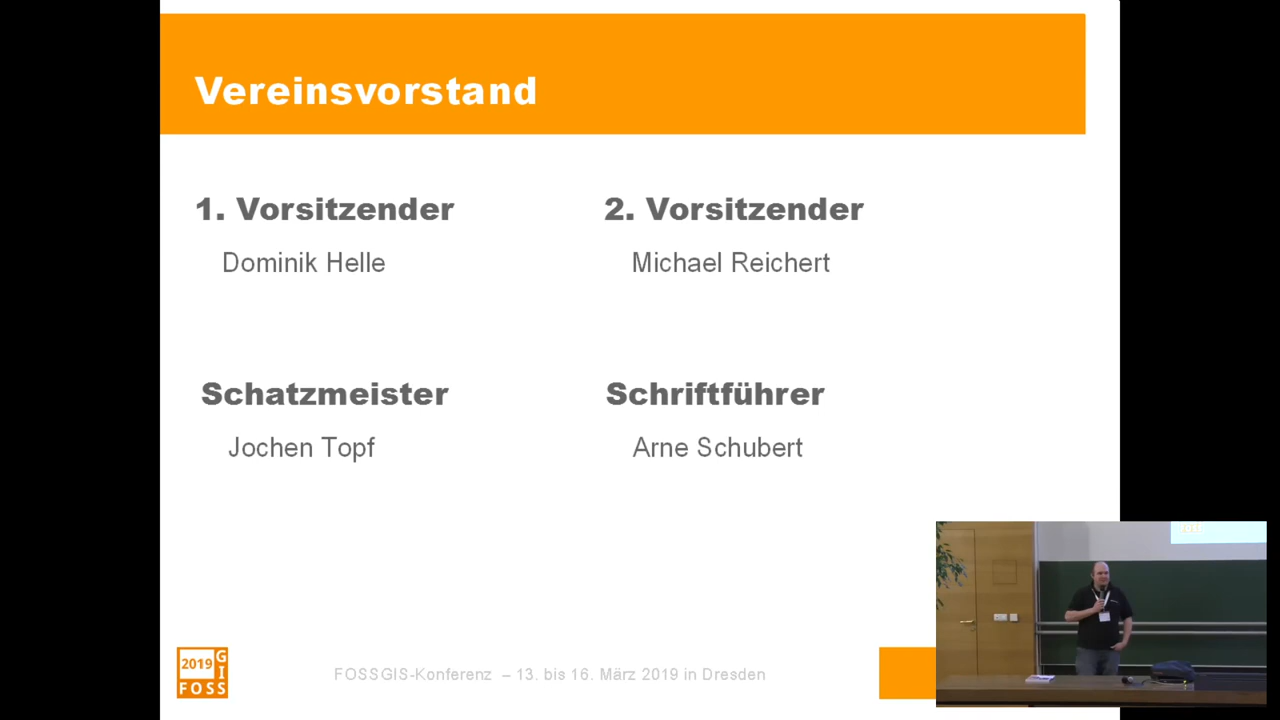 Vereinsvorstand
1. Vorsitzender
2. Vorsitzender
Dominik Helle
Michael Reichert
Schatzmeister
Schriftführer
Jochen Topf
Arne Schubert
2019 GIS
FOSS
FOSSGIS-Konferenz – 13. bis 16. März 2019 in Dresden